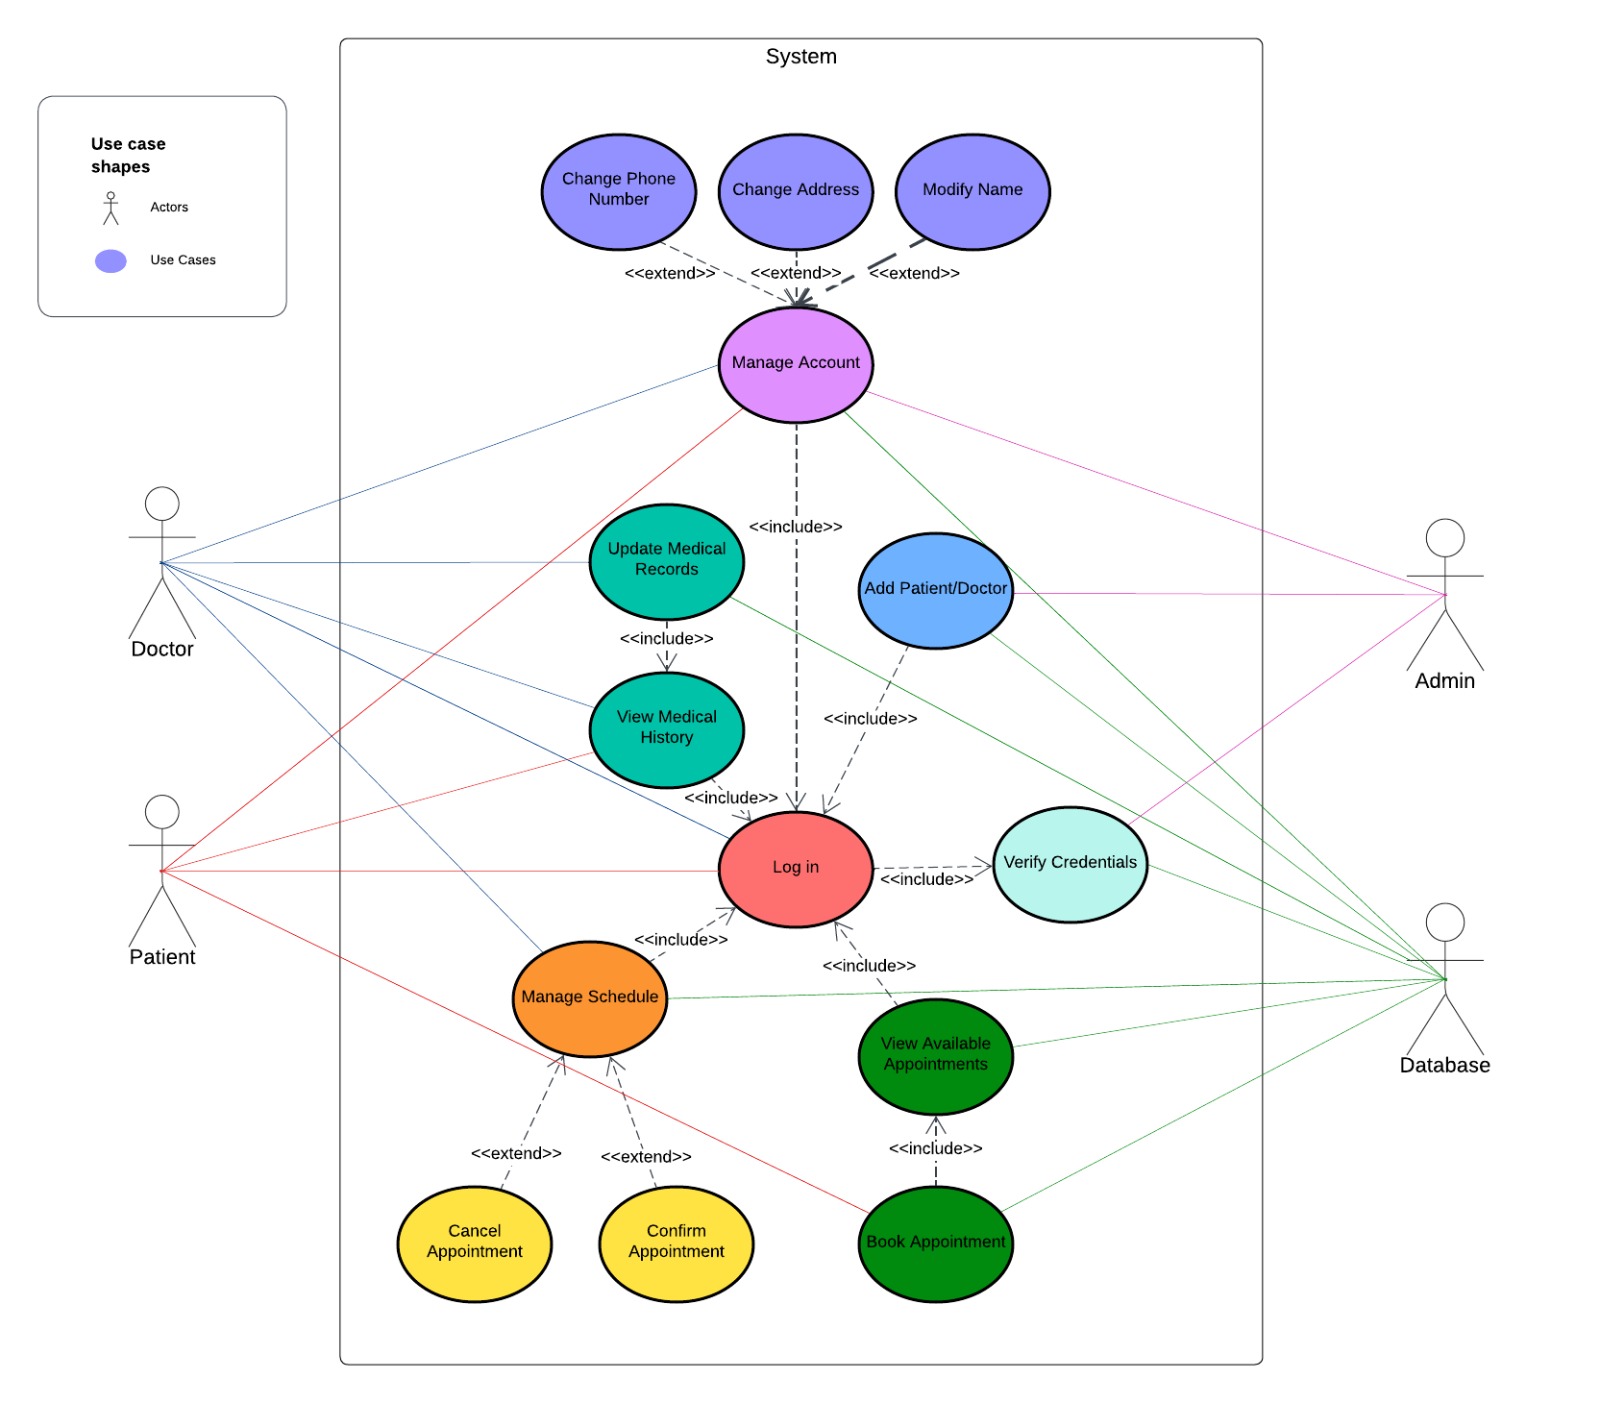 System
Use case
shapes
Actors
Use Cases
Change Phone
Number
Change Address
Modify Name
<<extend>>
<<extend>>
<<extend>>
Manage Account
<<include>>
Update Medical
Records
Add Patient/Doctor
<<include>>
Doctor
Admin
View Medical
History
<<include>>
<<include>>
Log in
Verify Credentials
<<include>>
Patient
<<include>>
<<include>>
Manage Schedule
View Available
Appointments
Database
<<include>>
<<extend>>
<<extend>>
Cancel
Appointment
Confirm
Appointment
Book Appointment